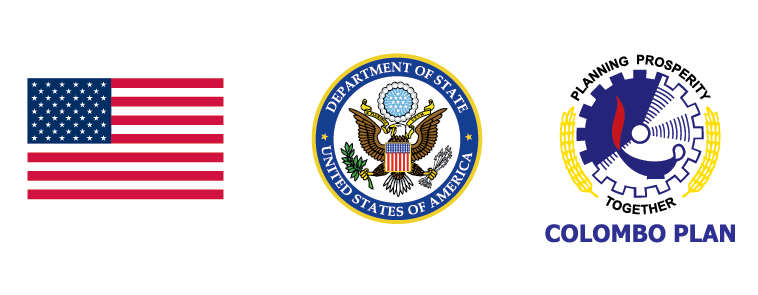 DEPARTMENT OF STATE
UNITED STATES OF AMERICA
PLANNING PROSPERITY
TOGETHER
COLOMBO PLAN